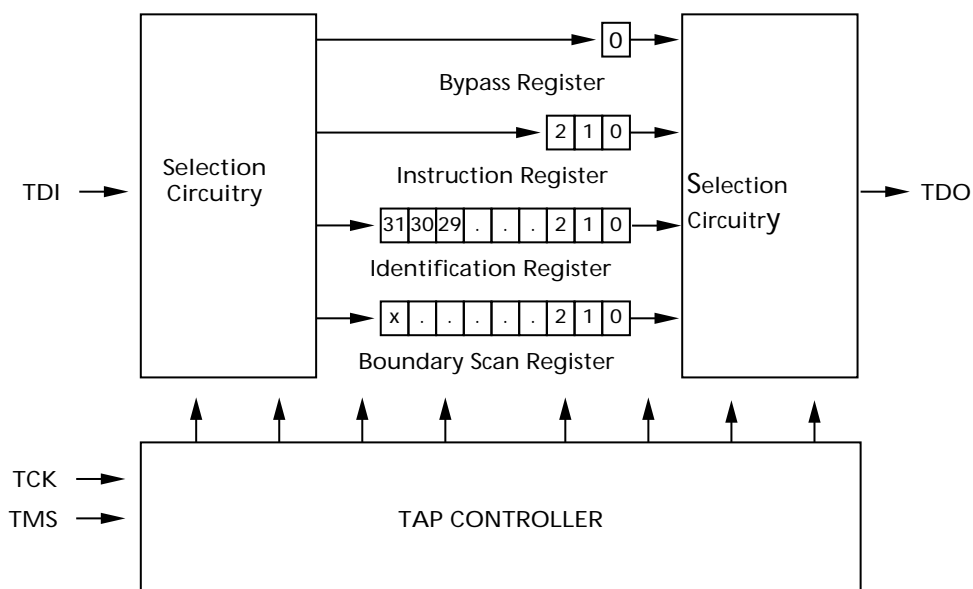 0
Bypass Register
2 1 0
Instruction Register
Selection
Circuitry
TDI
Selection
Circuitry
TDO
31 30 29 . . . 2 1 0
Identification Register
x . . . . . 2 1 0
Boundary Scan Register
TCK
TMS
TAP CONTROLLER